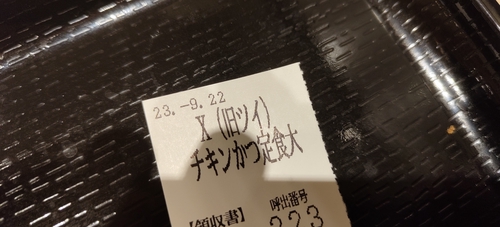 23.-9.22
X(旧ツイ)
チキンかつ定食大
【領収書】 呼出番号
223